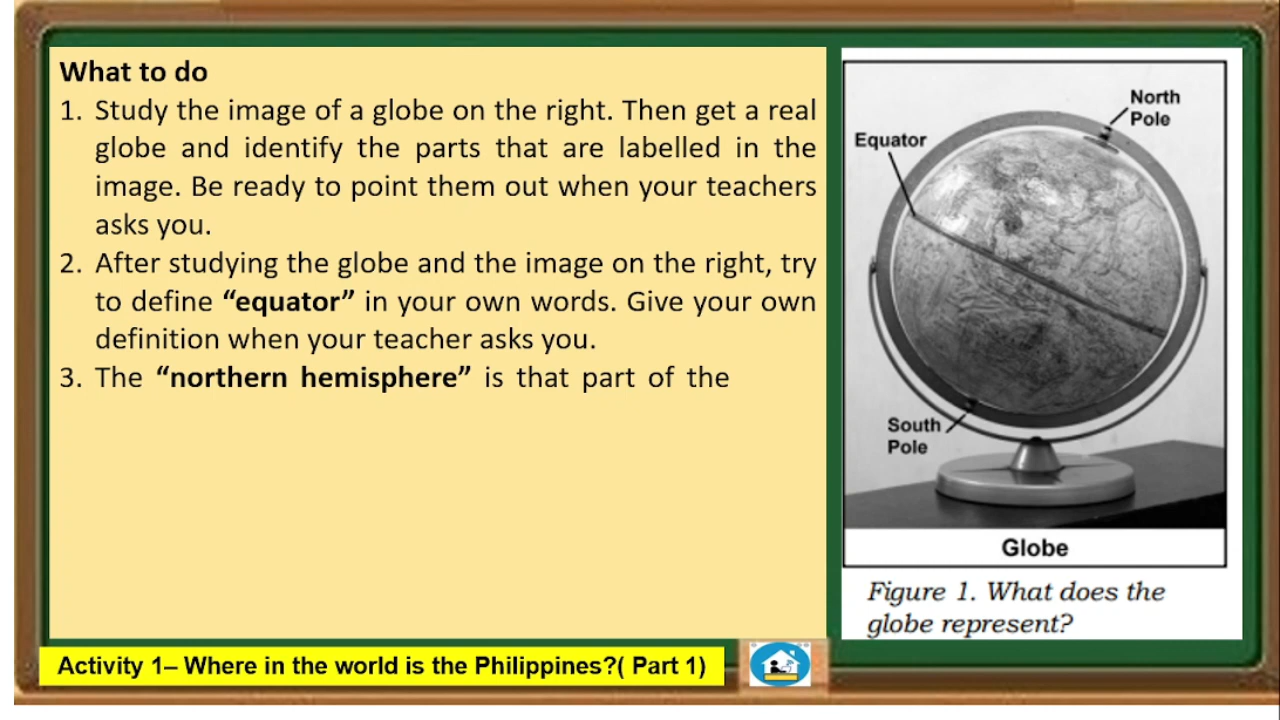 What to do
1. Study the image of a globe on the right. Then get a real
globe and identify the parts that are labelled in the
image. Be ready to point them out when your teachers
asks you.
2. After studying the globe and the image on the right, try
to define “equator” in your own words. Give your own
definition when your teacher asks you.
3. The “northern hemisphere” is that part of the
North
Pole
Equator
South
Pole
Globe
Figure 1. What does the
globe represent?
Activity 1– Where in the world is the Philippines?( Part 1)